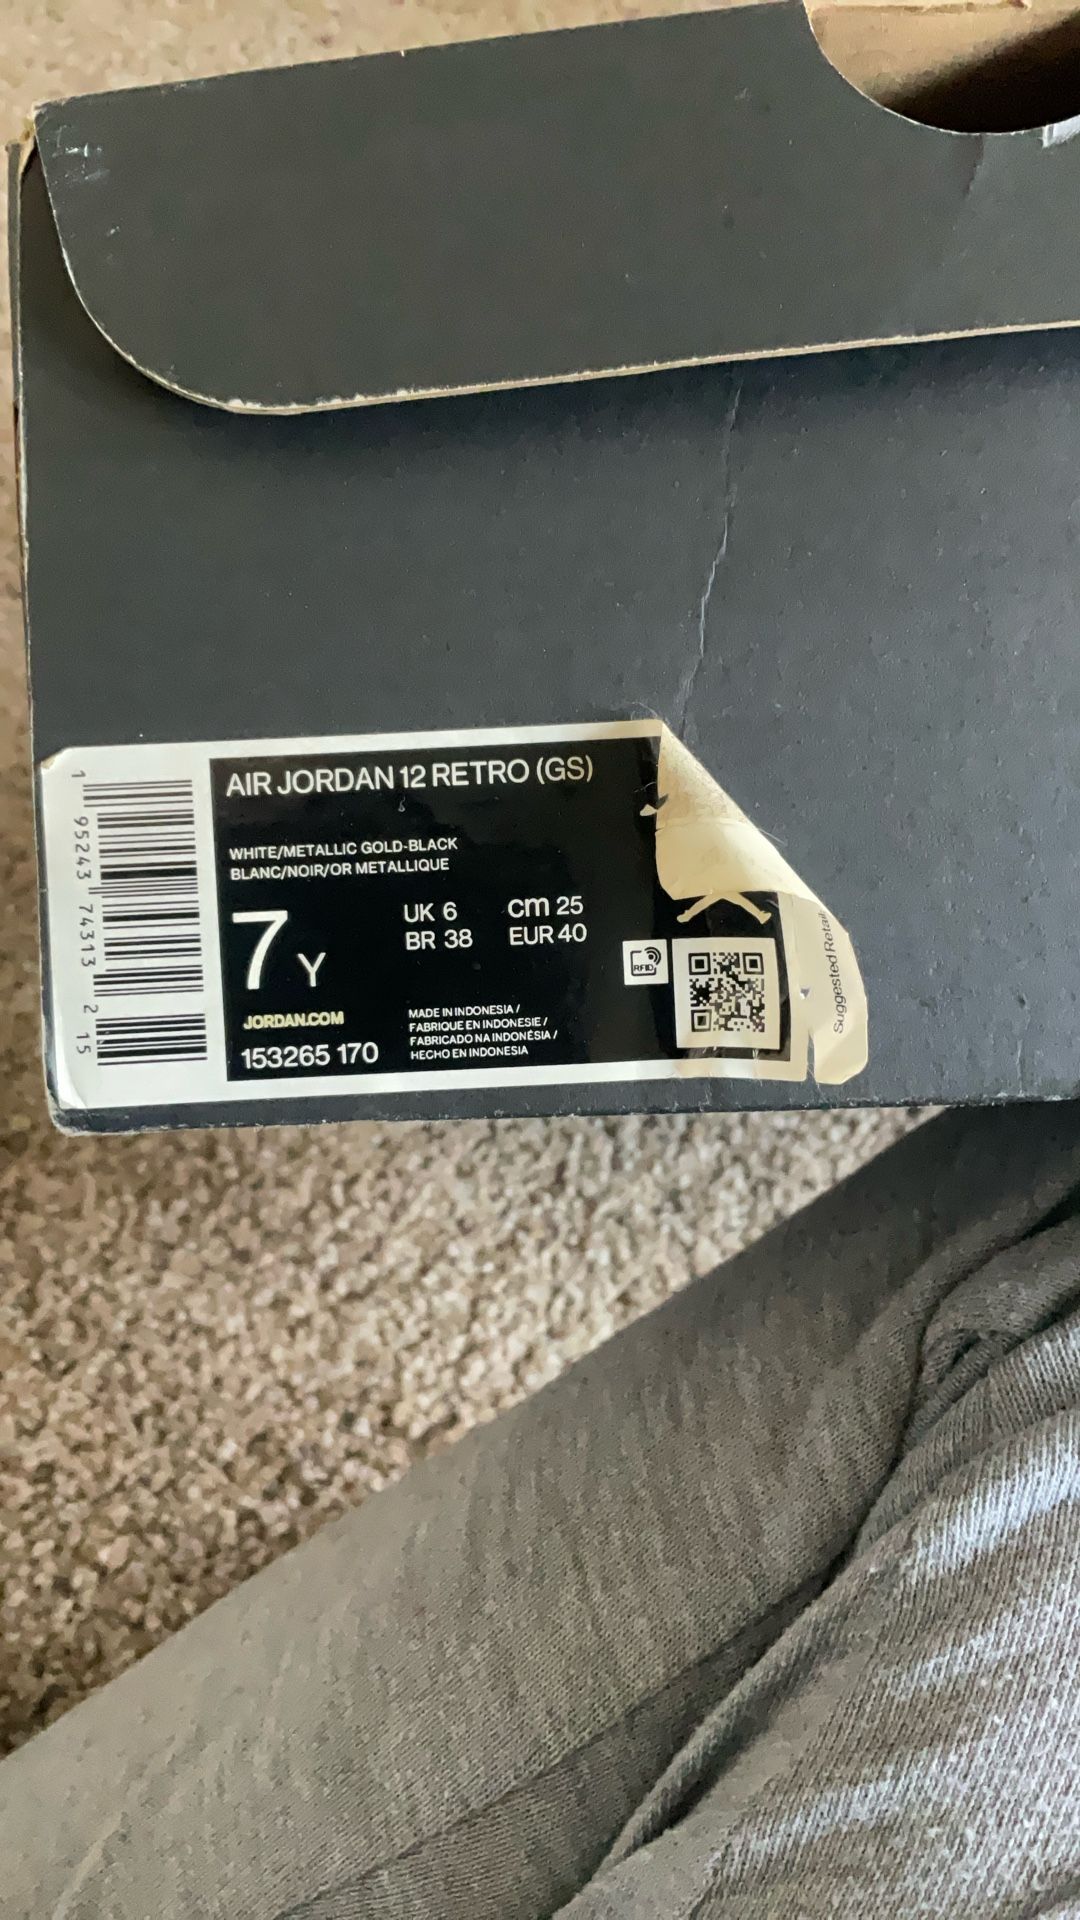 AIR JORDAN 12 RETRO (GS)
WHITE/METALLIC GOLD-BLACK
BLANC/NOIR/OR METALLIQUE
7 Y
UK 6 cm 25
BR 38 EUR 40
JORDAN.COM
153265 170
MADE IN INDONESIA /
FABRIQUE EN INDONESIE /
FABRICADO NA INDONÉSIA /
HECHO EN INDONESIA
RFID
Suggested Retail
1 95243 74313 2 15